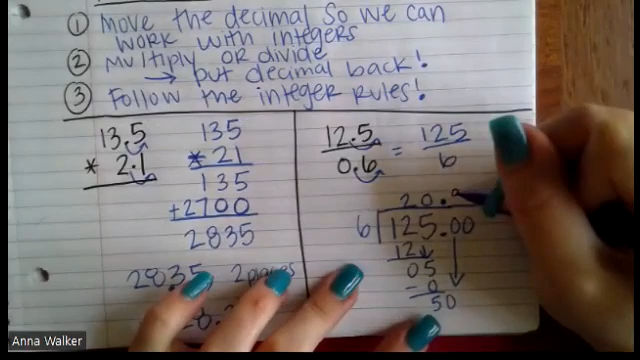 ① Move the decimal So we can
work with integers
② multiply or divide
→ put decimal back!
③ Follow the integer Rules!
13.5
* 2.1
135
* 21
135
+2700
2835
2835, 2 places
12.5 / 0.6 = 125 / 6
20.
6 125.00
12
05
- 0
50
Anna Walker